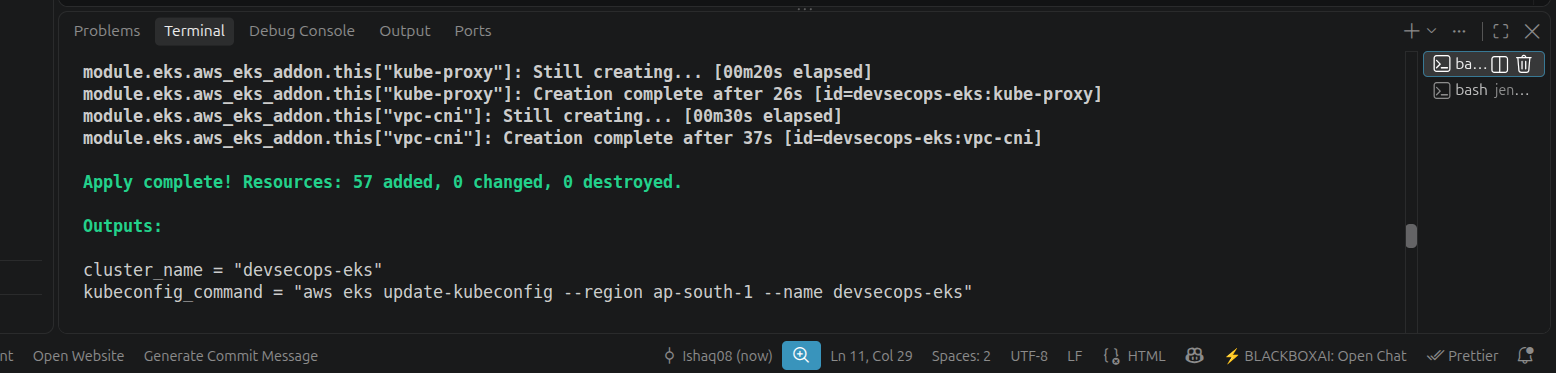 Problems Terminal Debug Console Output Ports
module.eks.aws_eks_addon.this["kube-proxy"]: Still creating... [00m20s elapsed]
module.eks.aws_eks_addon.this["kube-proxy"]: Creation complete after 26s [id=devsecops-eks:kube-proxy]
module.eks.aws_eks_addon.this["vpc-cni"]: Still creating... [00m30s elapsed]
module.eks.aws_eks_addon.this["vpc-cni"]: Creation complete after 37s [id=devsecops-eks:vpc-cni]
Apply complete! Resources: 57 added, 0 changed, 0 destroyed.
Outputs:
cluster_name = "devsecops-eks"
kubeconfig_command = "aws eks update-kubeconfig --region ap-south-1 --name devsecops-eks"
ba...
bash jen...
nt Open Website Generate Commit Message Ishaq08 (now) Ln 11, Col 29 Spaces: 2 UTF-8 LF HTML BLACKBOXAI: Open Chat Prettier